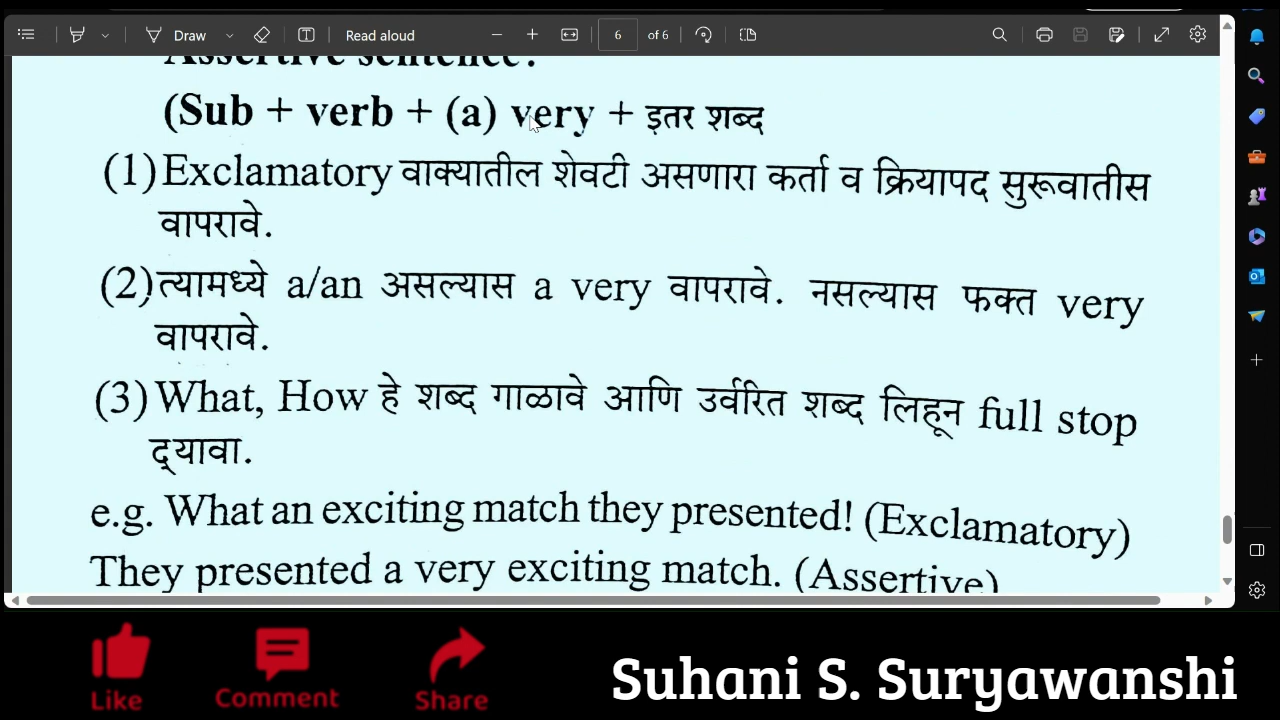 Draw
Read aloud
6
of 6
Assertive sentence:
(Sub + verb + (a) very + इतर शब्द
(1) Exclamatory वाक्यातील शेवटी असणारा कर्ता व क्रियापद सुरूवातीस
वापरावे.
(2) त्यामध्ये a/an असल्यास a very वापरावे. नसल्यास फक्त very
वापरावे.
(3) What, How हे शब्द गाळावे आणि उर्वरित शब्द लिहून full stop
द्यावा.
e.g. What an exciting match they presented! (Exclamatory)
They presented a very exciting match. (Assertive)
Like
Comment
Share
Suhani S. Suryawanshi